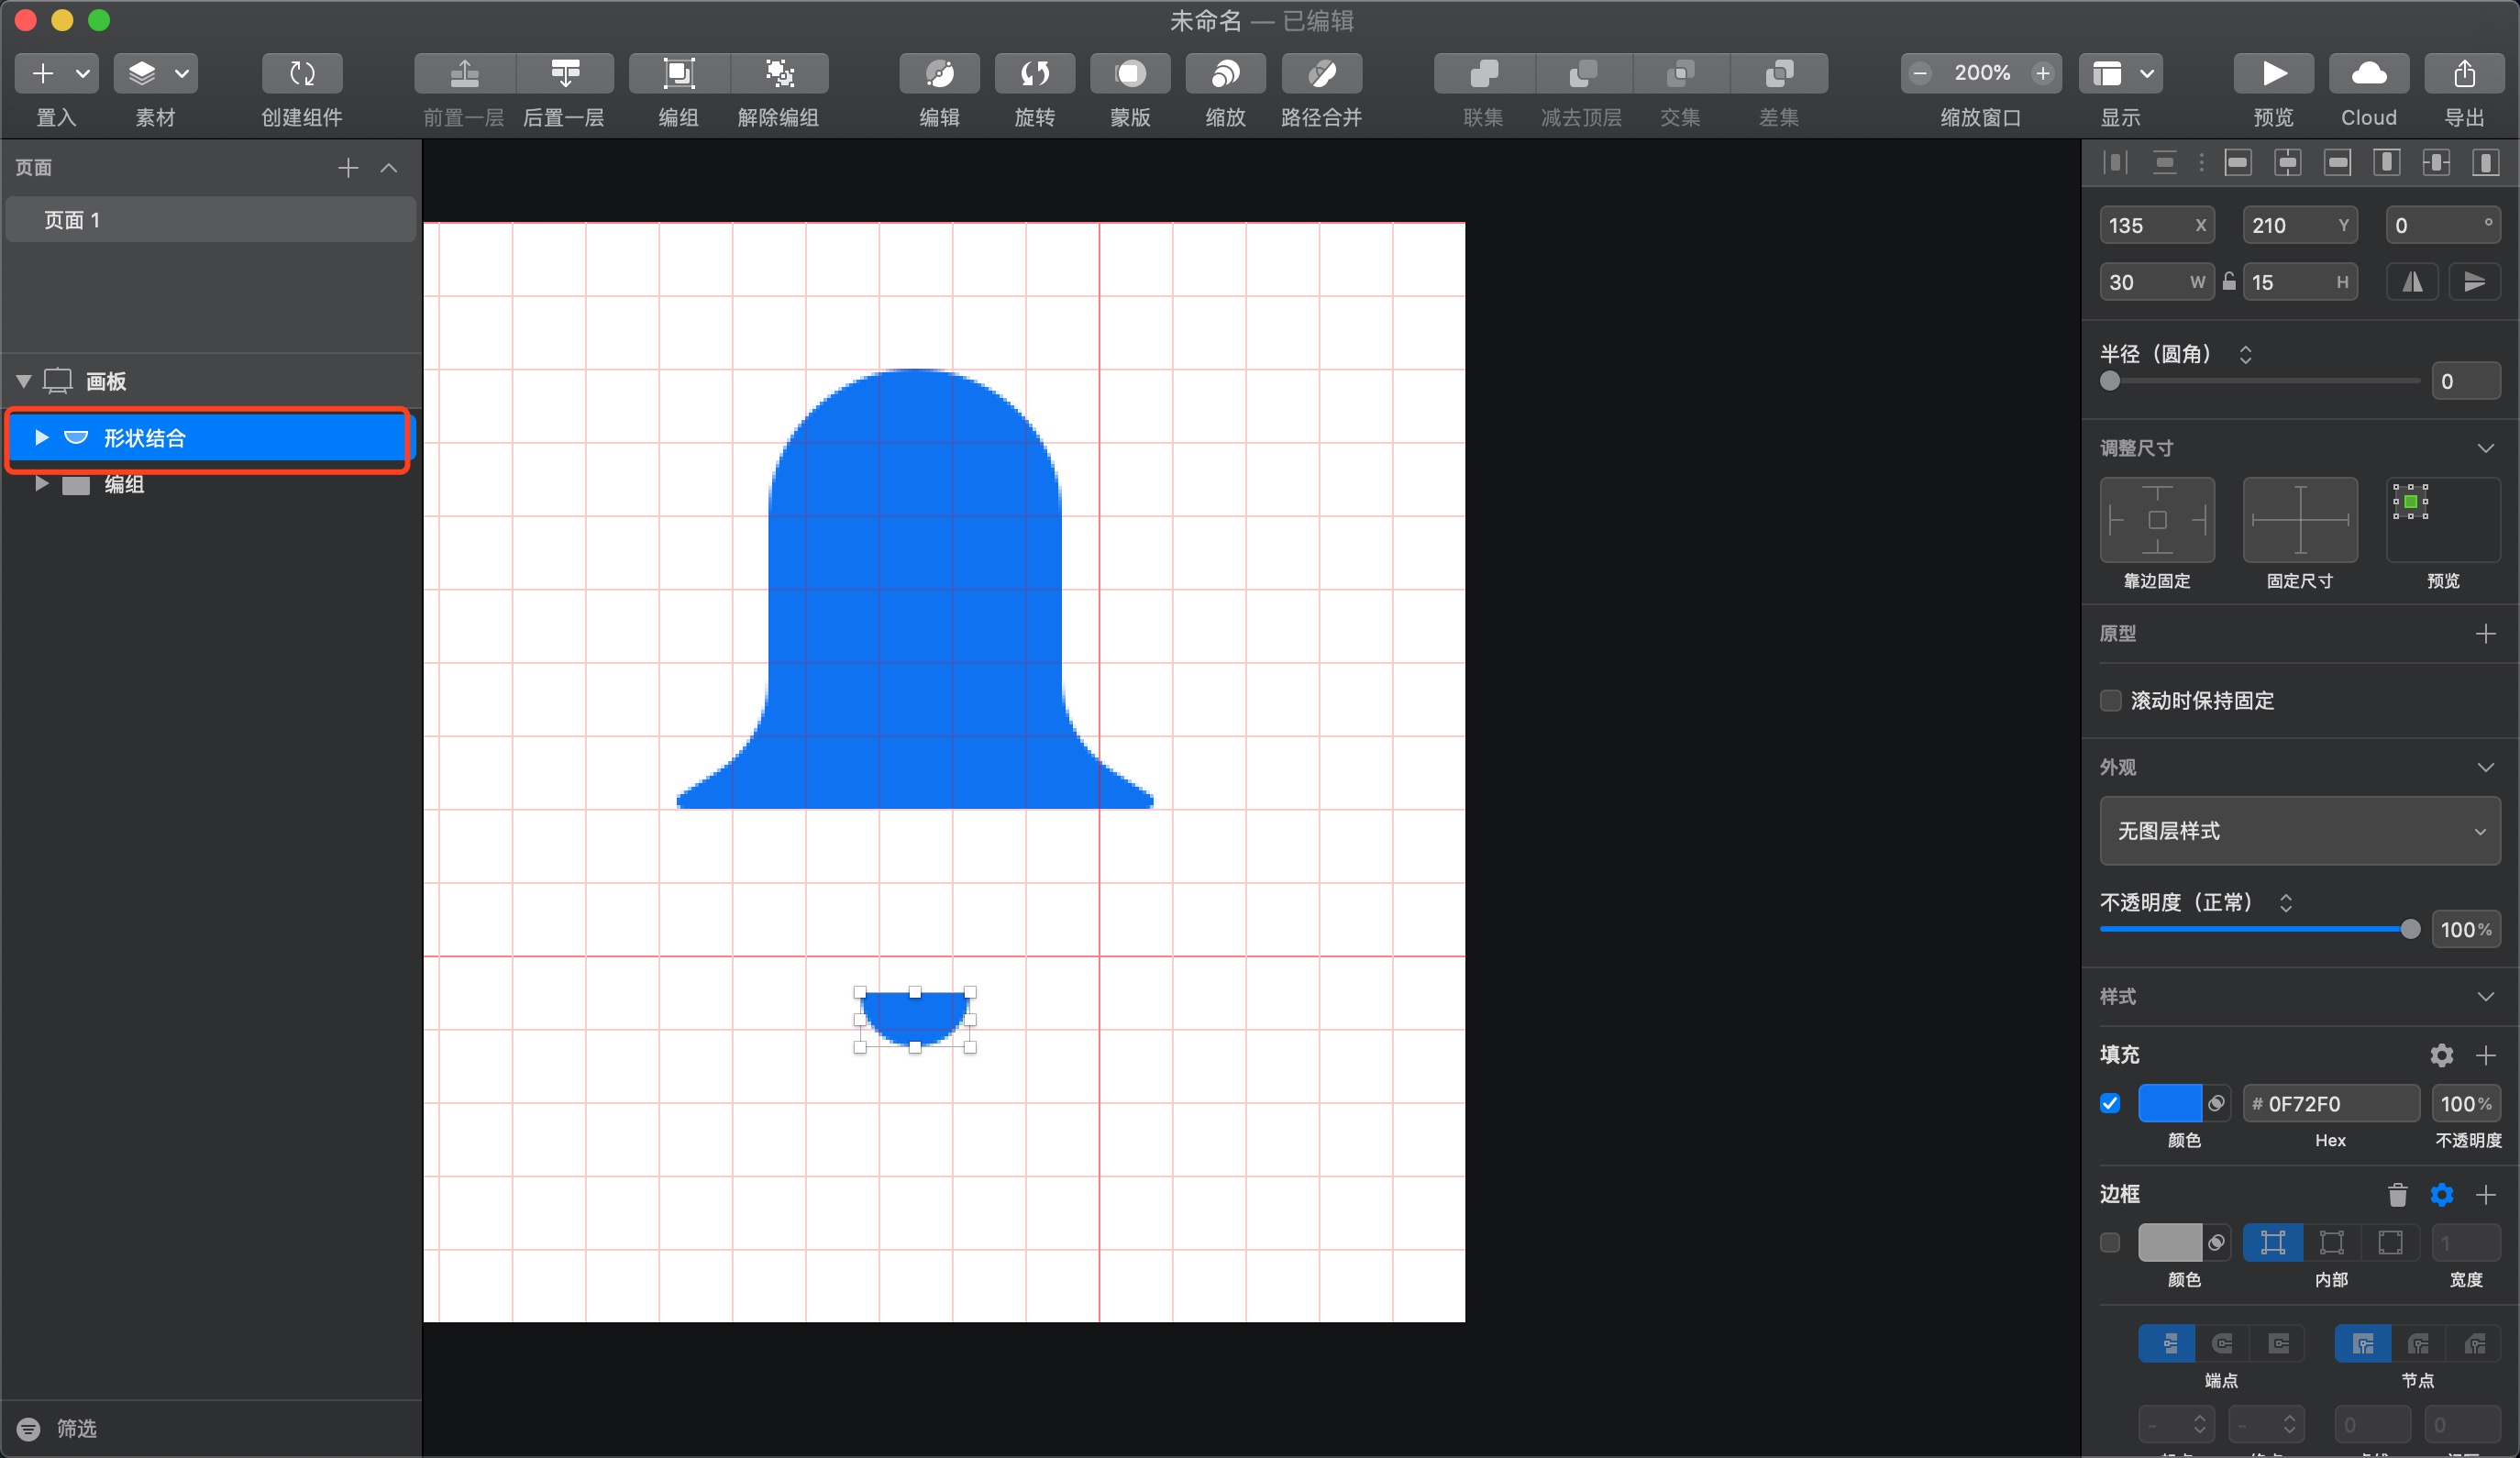 未命名 — 已编辑
200%
置入 素材 创建组件 前置一层 后置一层 编组 解除编组 编辑 旋转 蒙版 缩放 路径合并 联集 减去顶层 交集 差集 缩放窗口 显示 预览 Cloud 导出
页面
页面 1
画板
形状结合
编组
筛选
135 X 210 Y 0 °
30 W 15 H
半径（圆角）
0
调整尺寸
靠边固定 固定尺寸 预览
原型
滚动时保持固定
外观
无图层样式
不透明度（正常）
100%
样式
填充
# 0F72F0 100%
颜色 Hex 不透明度
边框
1
颜色 内部 宽度
端点 节点
- - 0 0